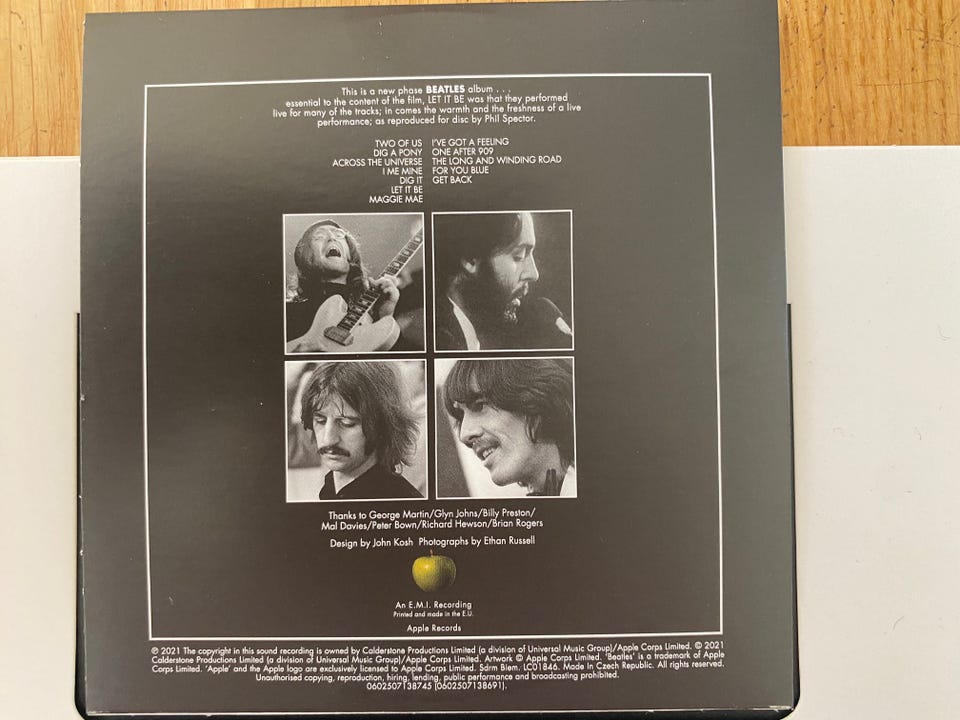 This is a new phase BEATLES album . . .
essential to the content of the film, LET IT BE was that they performed
live for many of the tracks; in comes the warmth and the freshness of a live
performance; as reproduced for disc by Phil Spector.
TWO OF US
DIG A PONY
ACROSS THE UNIVERSE
I ME MINE
DIG IT
LET IT BE
MAGGIE MAE
I'VE GOT A FEELING
ONE AFTER 909
THE LONG AND WINDING ROAD
FOR YOU BLUE
GET BACK
Thanks to George Martin/Glyn Johns/Billy Preston/
Mal Davies/Peter Bown/Richard Hewson/Brian Rogers
Design by John Kosh Photographs by Ethan Russell
An E.M.I. Recording
Printed and made in the E.U.
Apple Records
℗ 2021 The copyright in this sound recording is owned by Calderstone Productions Limited (a division of Universal Music Group)/Apple Corps Limited. © 2021
Calderstone Productions Limited (a division of Universal Music Group)/Apple Corps Limited. Artwork © Apple Corps Limited. 'Beatles' is a trademark of Apple
Corps Limited. 'Apple' and the Apple logo are exclusively licensed to Apple Corps Limited. Sdrm Biem. LC01846. Made In Czech Republic. All rights reserved.
Unauthorised copying, reproduction, hiring, lending, public performance and broadcasting prohibited.
0602507138745 (0602507138691).